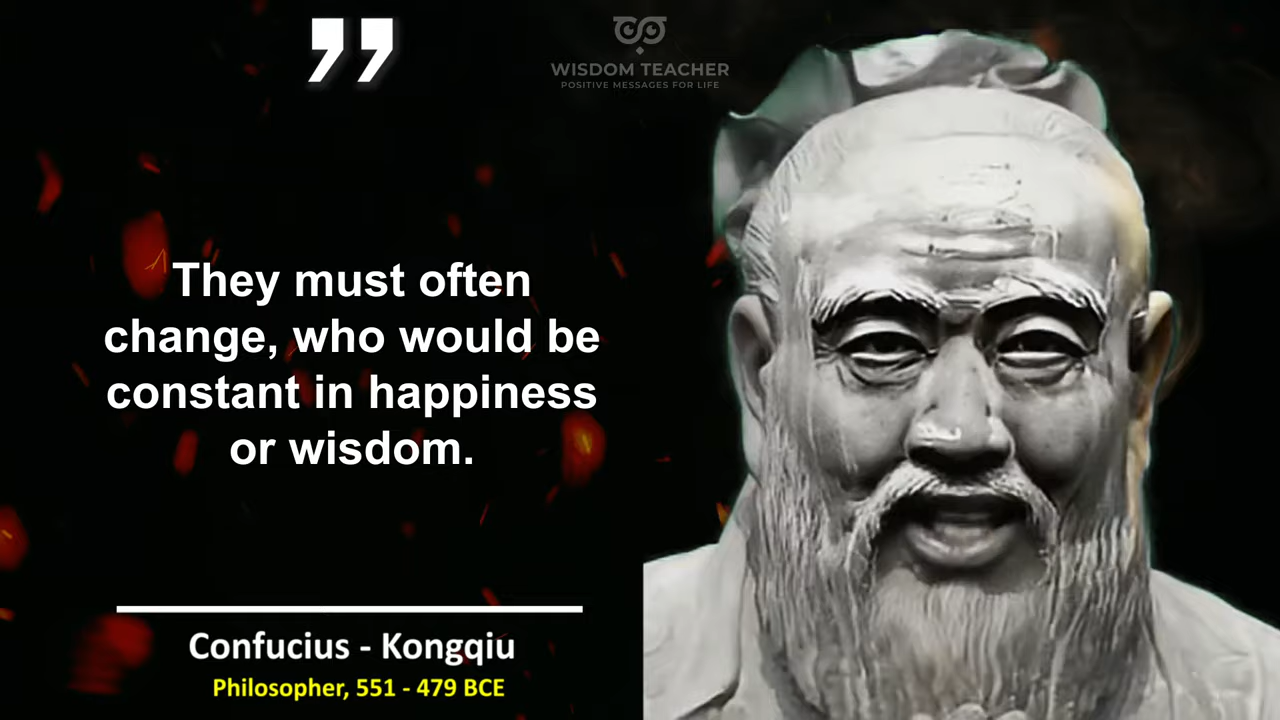 ”
WISDOM TEACHER
POSITIVE MESSAGES FOR LIFE
They must often
change, who would be
constant in happiness
or wisdom.
Confucius - Kongqiu
Philosopher, 551 - 479 BCE